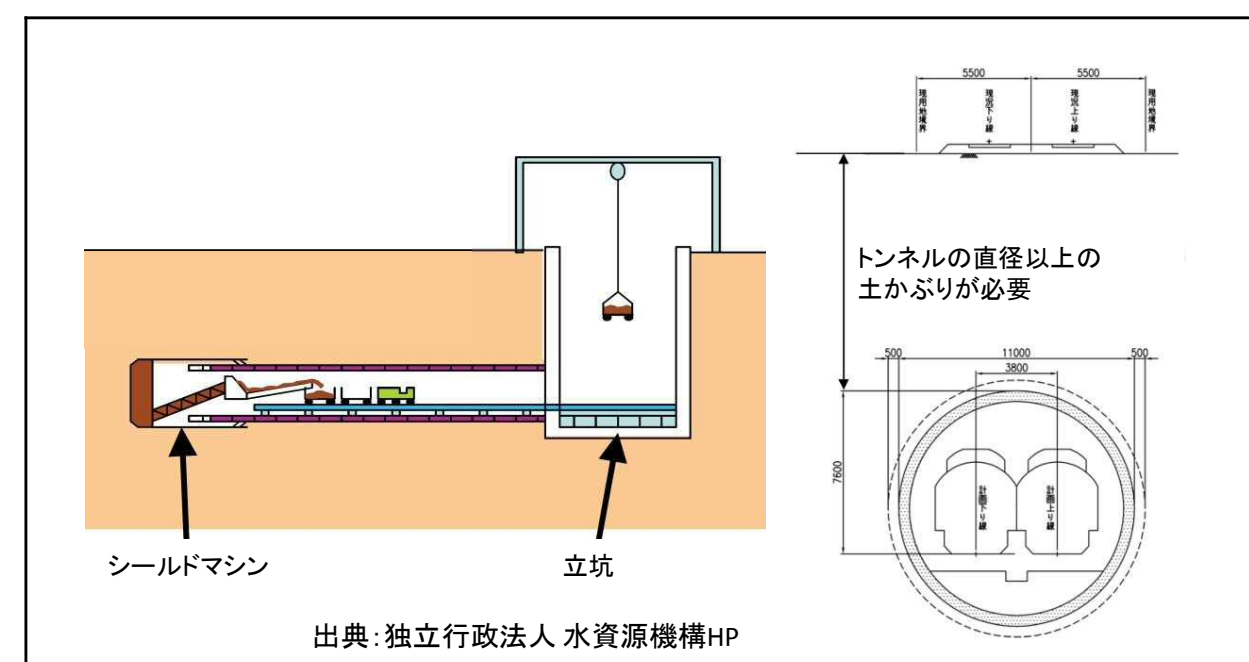 5500 5500
現用地境界
現況下り線
現況上り線
現用地境界
トンネルの直径以上の
土かぶりが必要
500 11000 500
3800
7600
計画下り線
計画上り線
シールドマシン
立坑
出典：独立行政法人 水資源機構HP